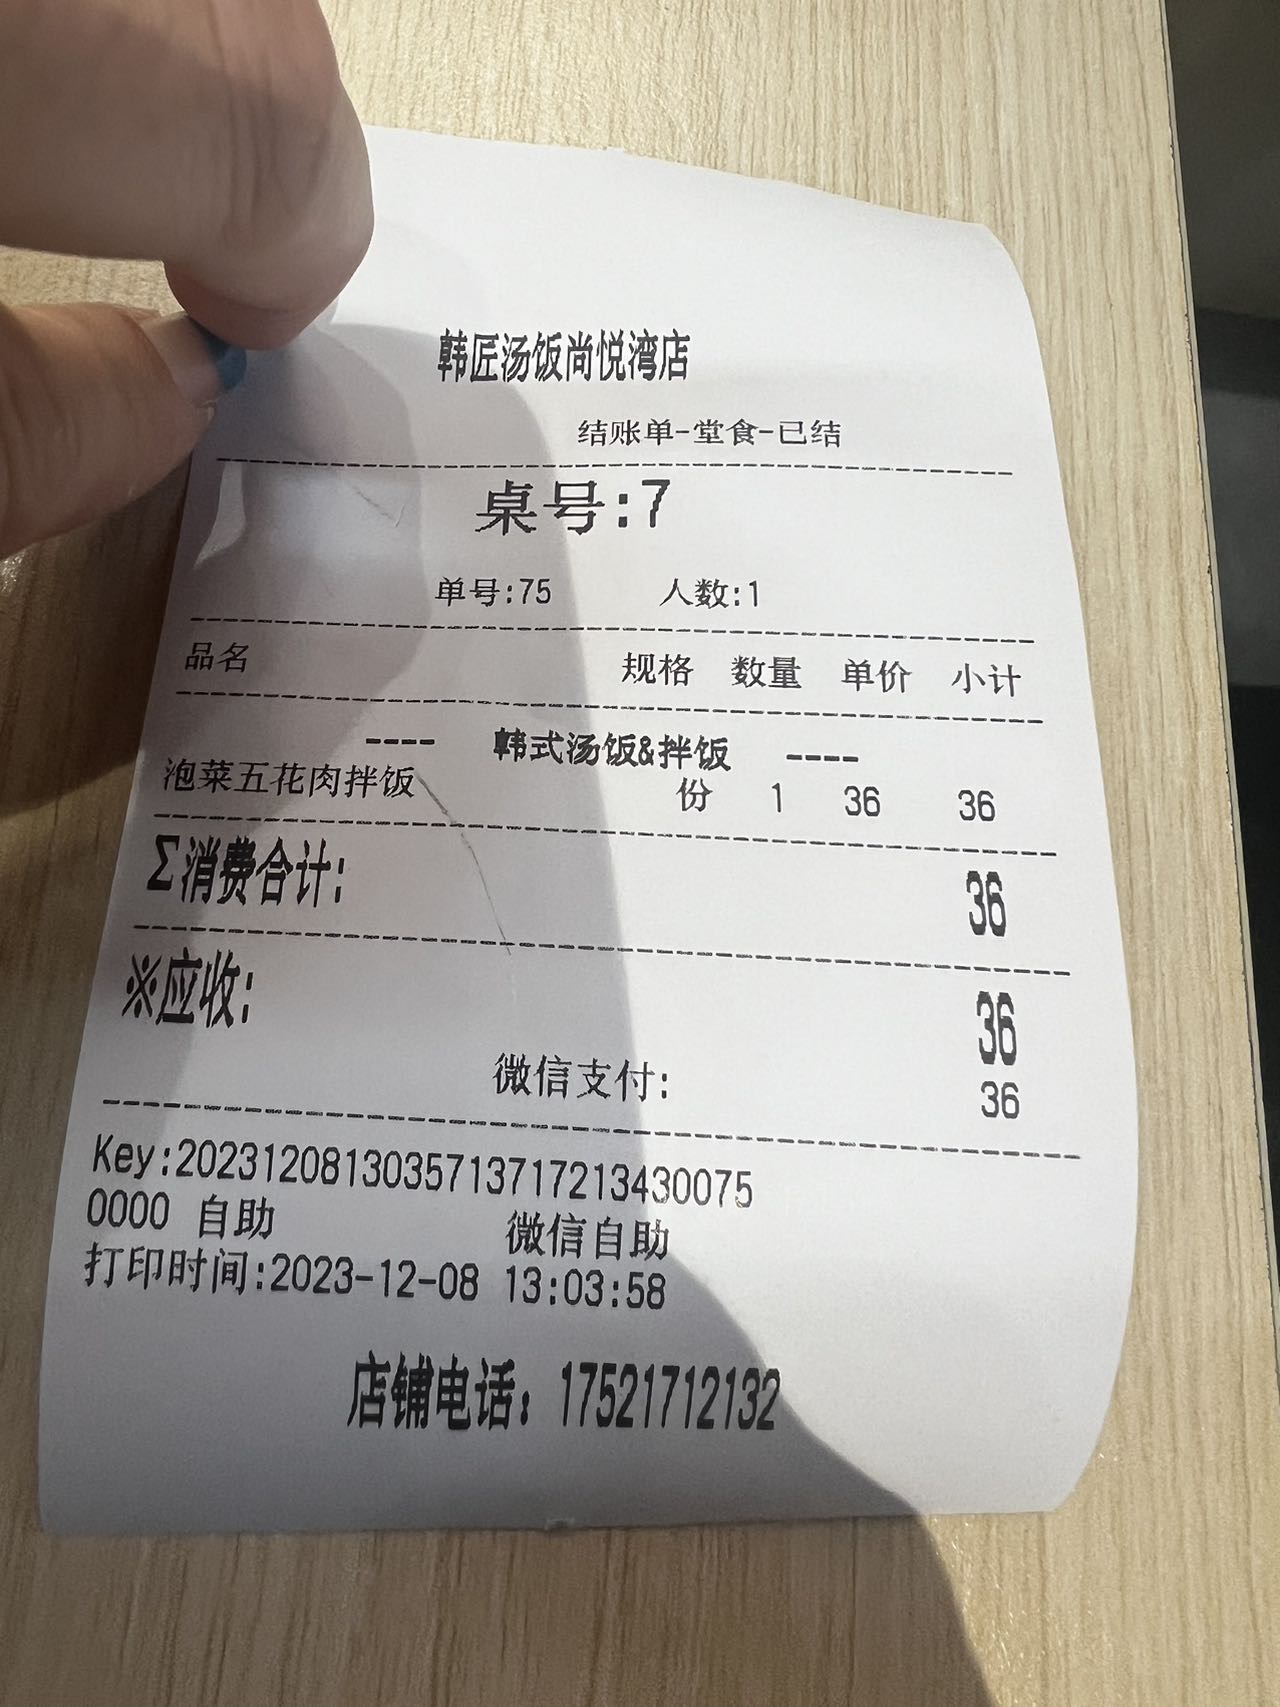 韩匠汤饭尚悦湾店
结账单-堂食-已结
桌号:7
单号:75 人数:1
品名 规格 数量 单价 小计
---- 韩式汤饭&拌饭 ----
泡菜五花肉拌饭 份 1 36 36
Σ消费合计: 36
※应收: 36
微信支付: 36
Key:20231208130357137172134300​75
0000 自助 微信自助
打印时间:2023-12-08 13:03:58
店铺电话：17521712132